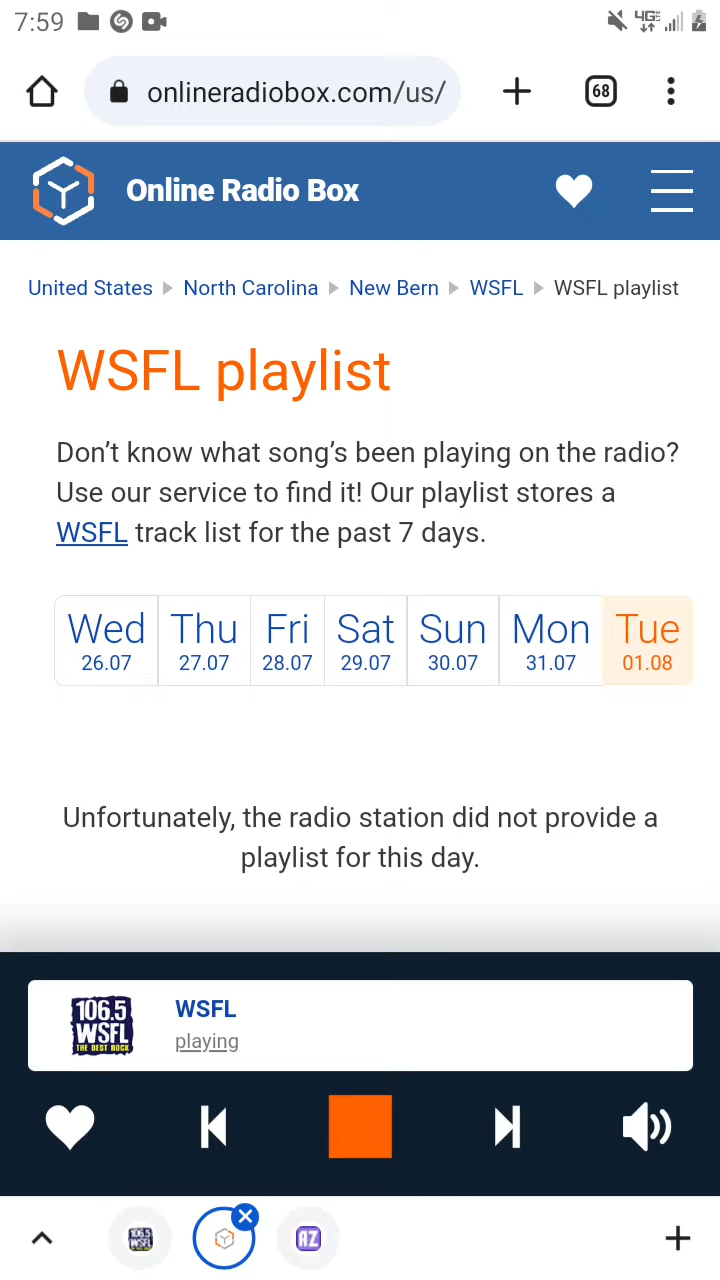 7:59
4G
68
onlineradiobox.com/us/
Online Radio Box
United States North Carolina New Bern WSFL WSFL playlist
WSFL playlist
Don’t know what song’s been playing on the radio?
Use our service to find it! Our playlist stores a
WSFL track list for the past 7 days.
Wed Thu Fri Sat Sun Mon Tue
26.07 27.07 28.07 29.07 30.07 31.07 01.08
Unfortunately, the radio station did not provide a
playlist for this day.
106.5
WSFL
THE BEST ROCK
WSFL
playing
106.5
WSFL
AZ